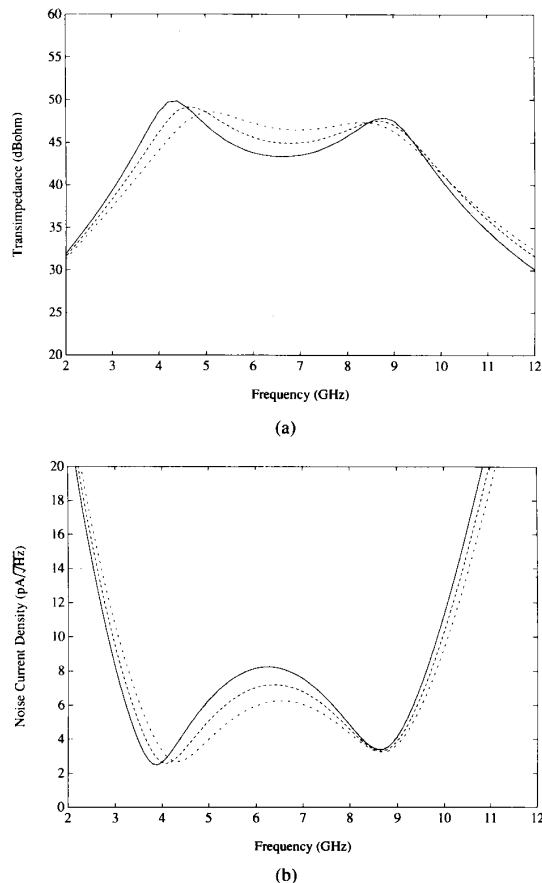 60
55
50
45
40
35
30
25
20
Transimpedance (dBohm)
2 3 4 5 6 7 8 9 10 11 12
Frequency (GHz)
(a)
20
18
16
14
12
10
8
6
4
2
0
Noise Current Density (pA/√Hz)
2 3 4 5 6 7 8 9 10 11 12
Frequency (GHz)
(b)